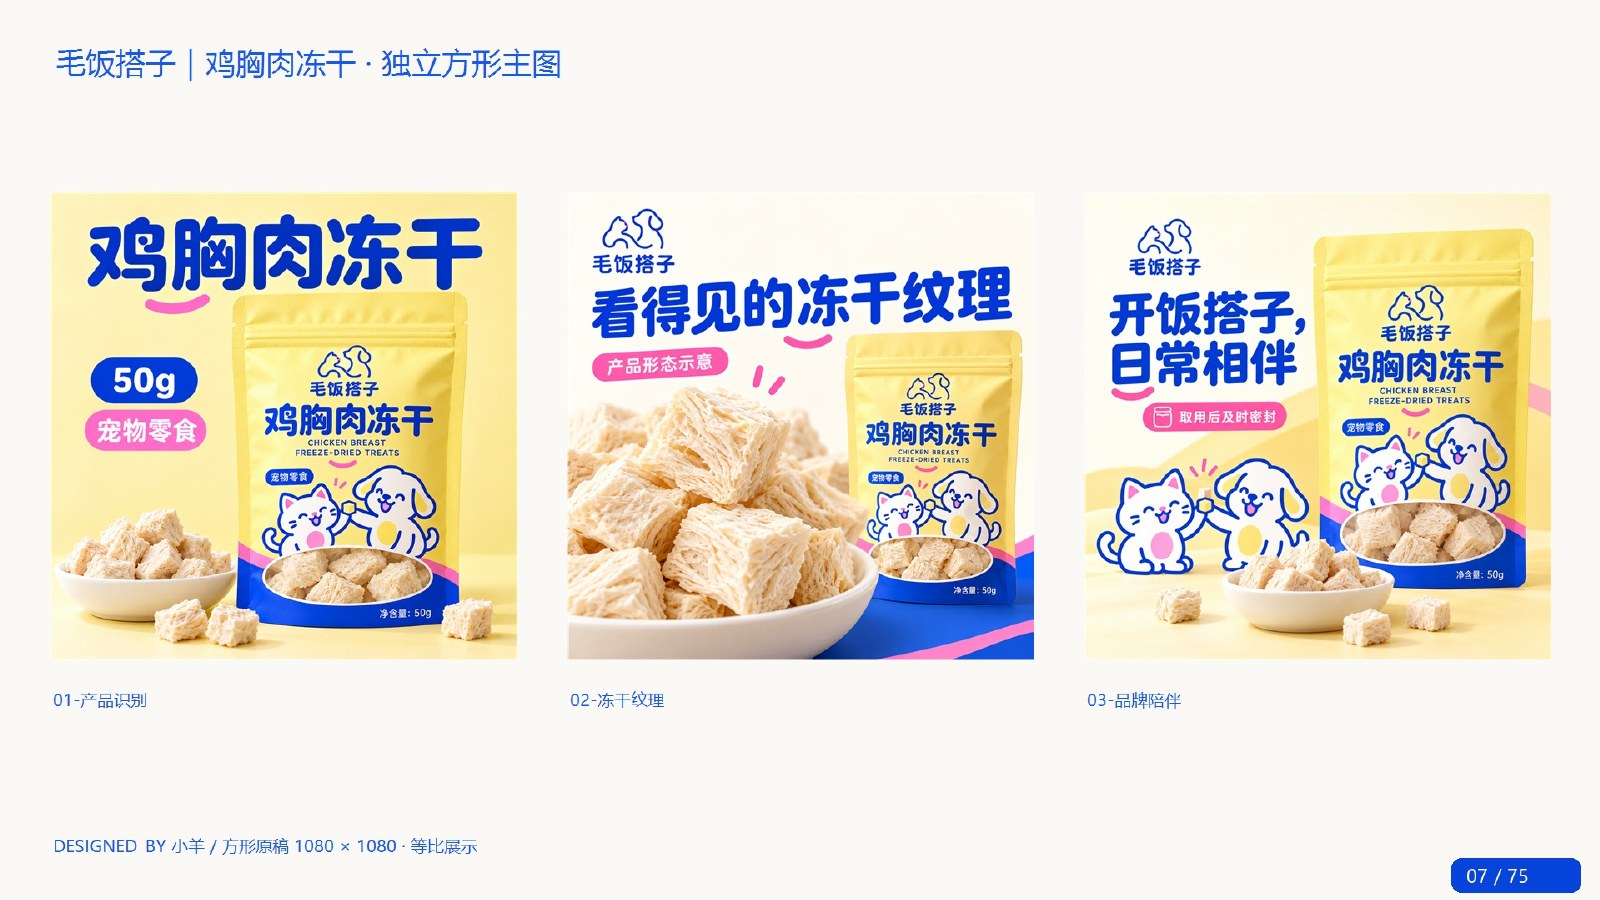 毛饭搭子｜鸡胸肉冻干 · 独立方形主图
鸡胸肉冻干
50g
宠物零食
毛饭搭子
鸡胸肉冻干
CHICKEN BREAST
FREEZE-DRIED TREATS
宠物零食
净含量: 50g
毛饭搭子
看得见的冻干纹理
产品形态示意
毛饭搭子
鸡胸肉冻干
CHICKEN BREAST
FREEZE-DRIED TREATS
宠物零食
净含量: 50g
毛饭搭子
开饭搭子,
日常相伴
取用后及时密封
毛饭搭子
鸡胸肉冻干
CHICKEN BREAST
FREEZE-DRIED TREATS
宠物零食
净含量: 50g
01-产品识别
02-冻干纹理
03-品牌陪伴
DESIGNED BY 小羊 / 方形原稿 1080 × 1080 · 等比展示
07 / 75